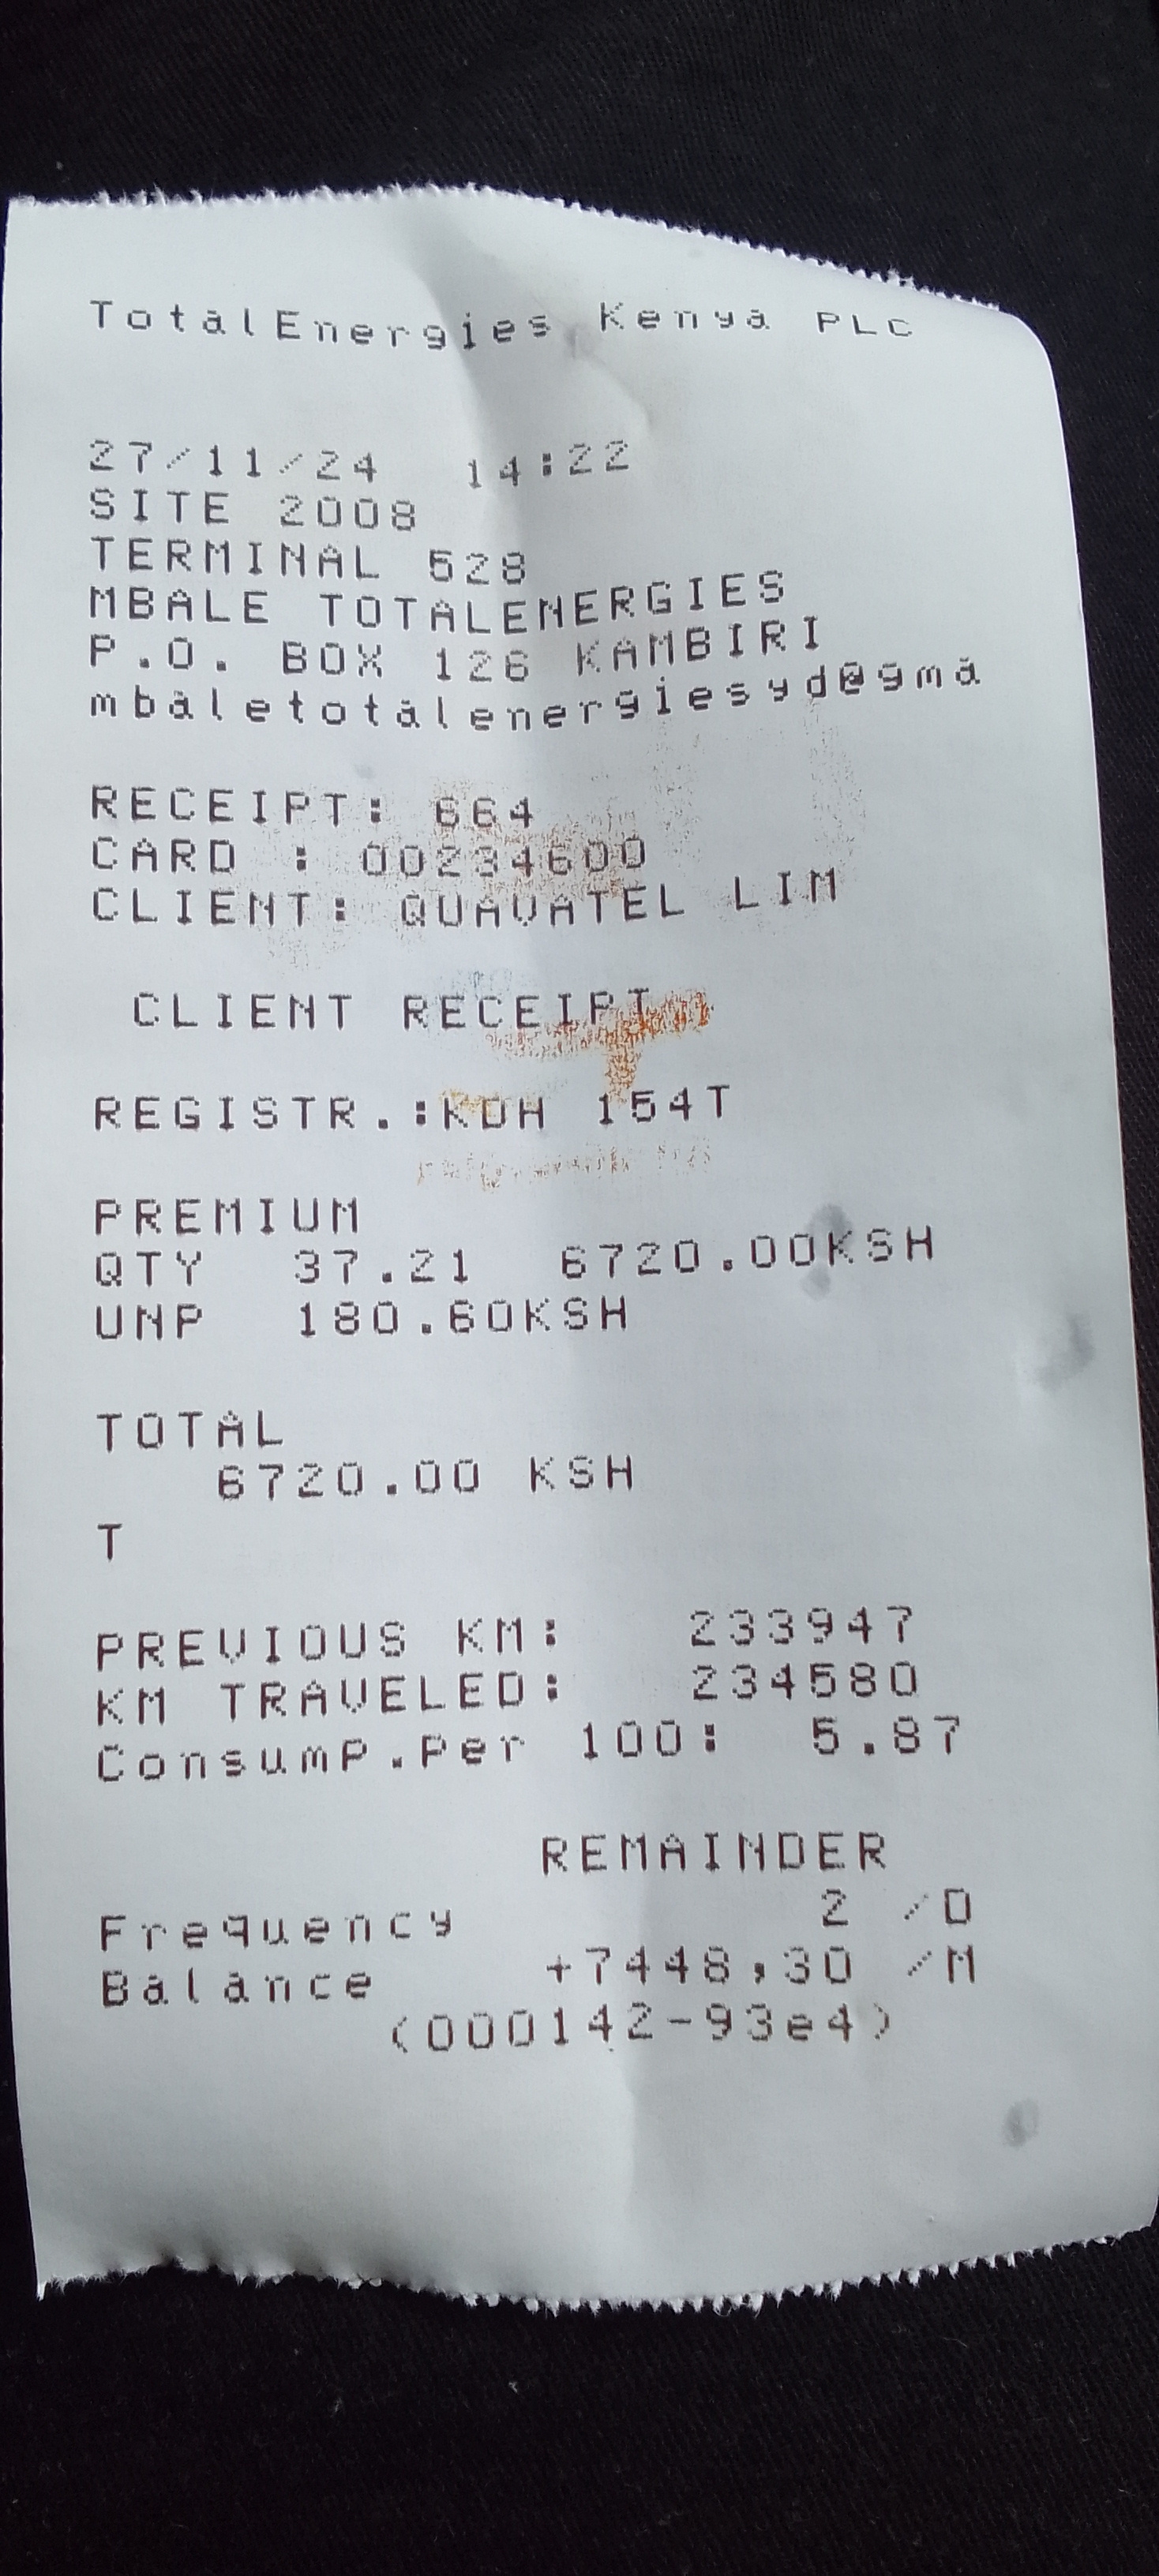 TotalEnergies Kenya PLC
27/11/24 14:22
SITE 2008
TERMINAL 528
MBALE TOTALENERGIES
P.O. BOX 126 KAMBIRI
mbaletotalenergiesyd@gma
RECEIPT: 664
CARD : 00234600
CLIENT: QUAVATEL LIM
CLIENT RECEIPT
REGISTR.:KDH 154T
PREMIUM
QTY 37.21 6720.00KSH
UNP 180.60KSH
TOTAL
6720.00 KSH
T
PREVIOUS KM: 233947
KM TRAVELED: 234580
Consump.Per 100: 5.87
REMAINDER
Frequency 2 /D
Balance +7448,30 /M
(000142-93e4)